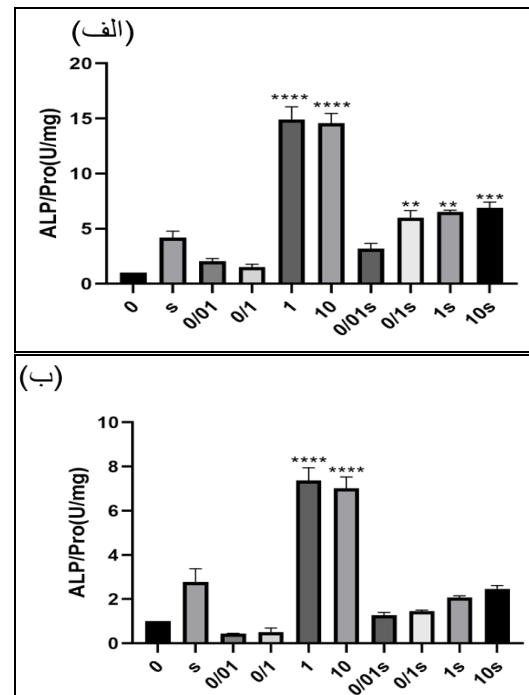 (الف)
ALP/Pro(U/mg)
20
15
10
5
0
****
****
**
**
***
0
s
0/01
0/1
1
10
0/01s
0/1s
1s
10s
(ب)
ALP/Pro(U/mg)
10
8
6
4
2
0
****
****
0
s
0/01
0/1
1
10
0/01s
0/1s
1s
10s